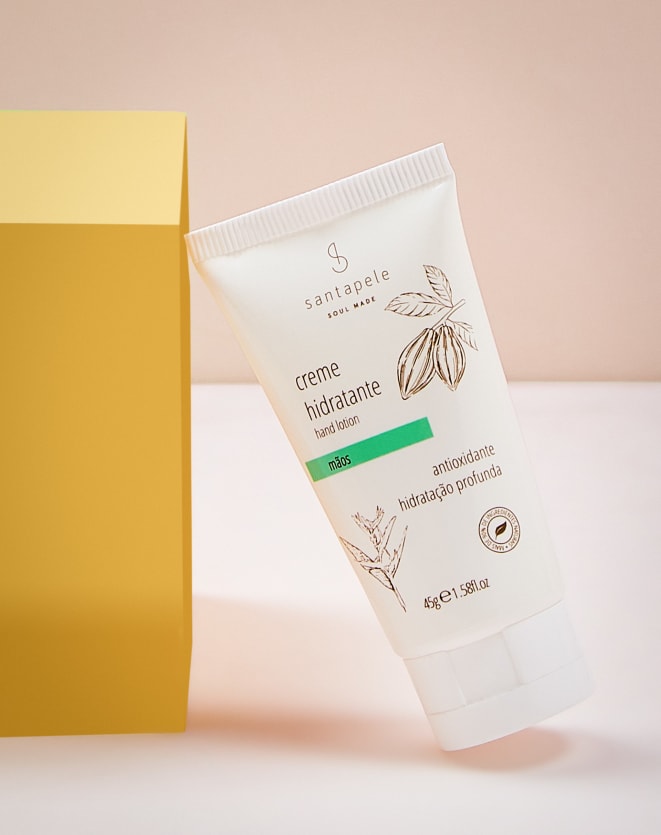 santapele
SOUL MADE
creme
hidratante
hand lotion
mãos
antioxidante
hidratação profunda
45g℮1.58fl.oz